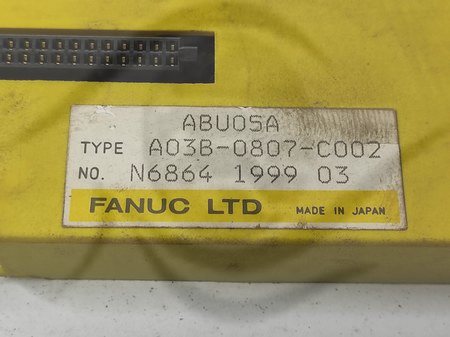 ABU05A
TYPE A03B-0807-C002
NO. N6864 1999 03
FANUC LTD MADE IN JAPAN